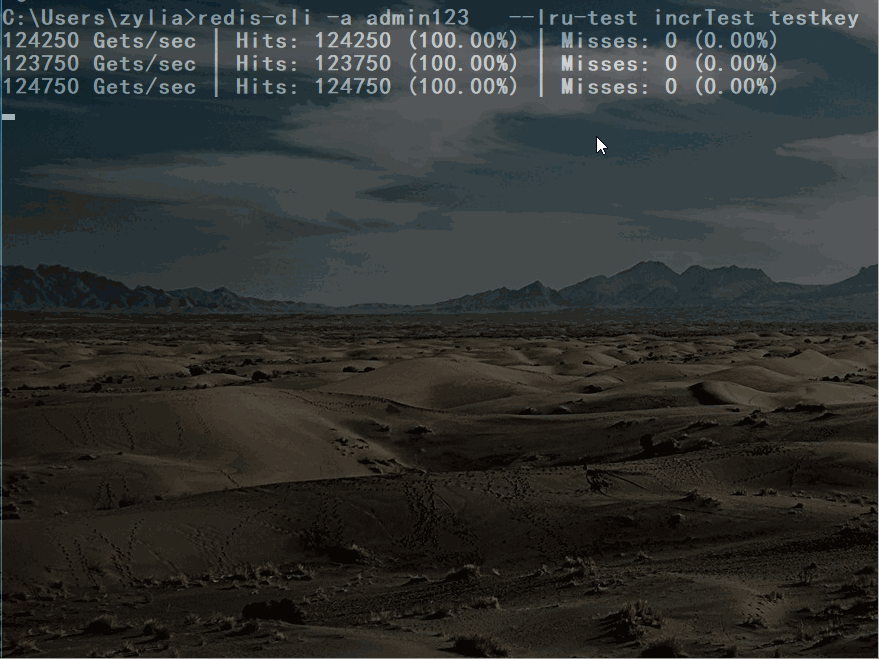 C:\Users\zylia>redis-cli -a admin123   --lru-test incrTest testkey
124250 Gets/sec | Hits: 124250 (100.00%) | Misses: 0 (0.00%)
123750 Gets/sec | Hits: 123750 (100.00%) | Misses: 0 (0.00%)
124750 Gets/sec | Hits: 124750 (100.00%) | Misses: 0 (0.00%)